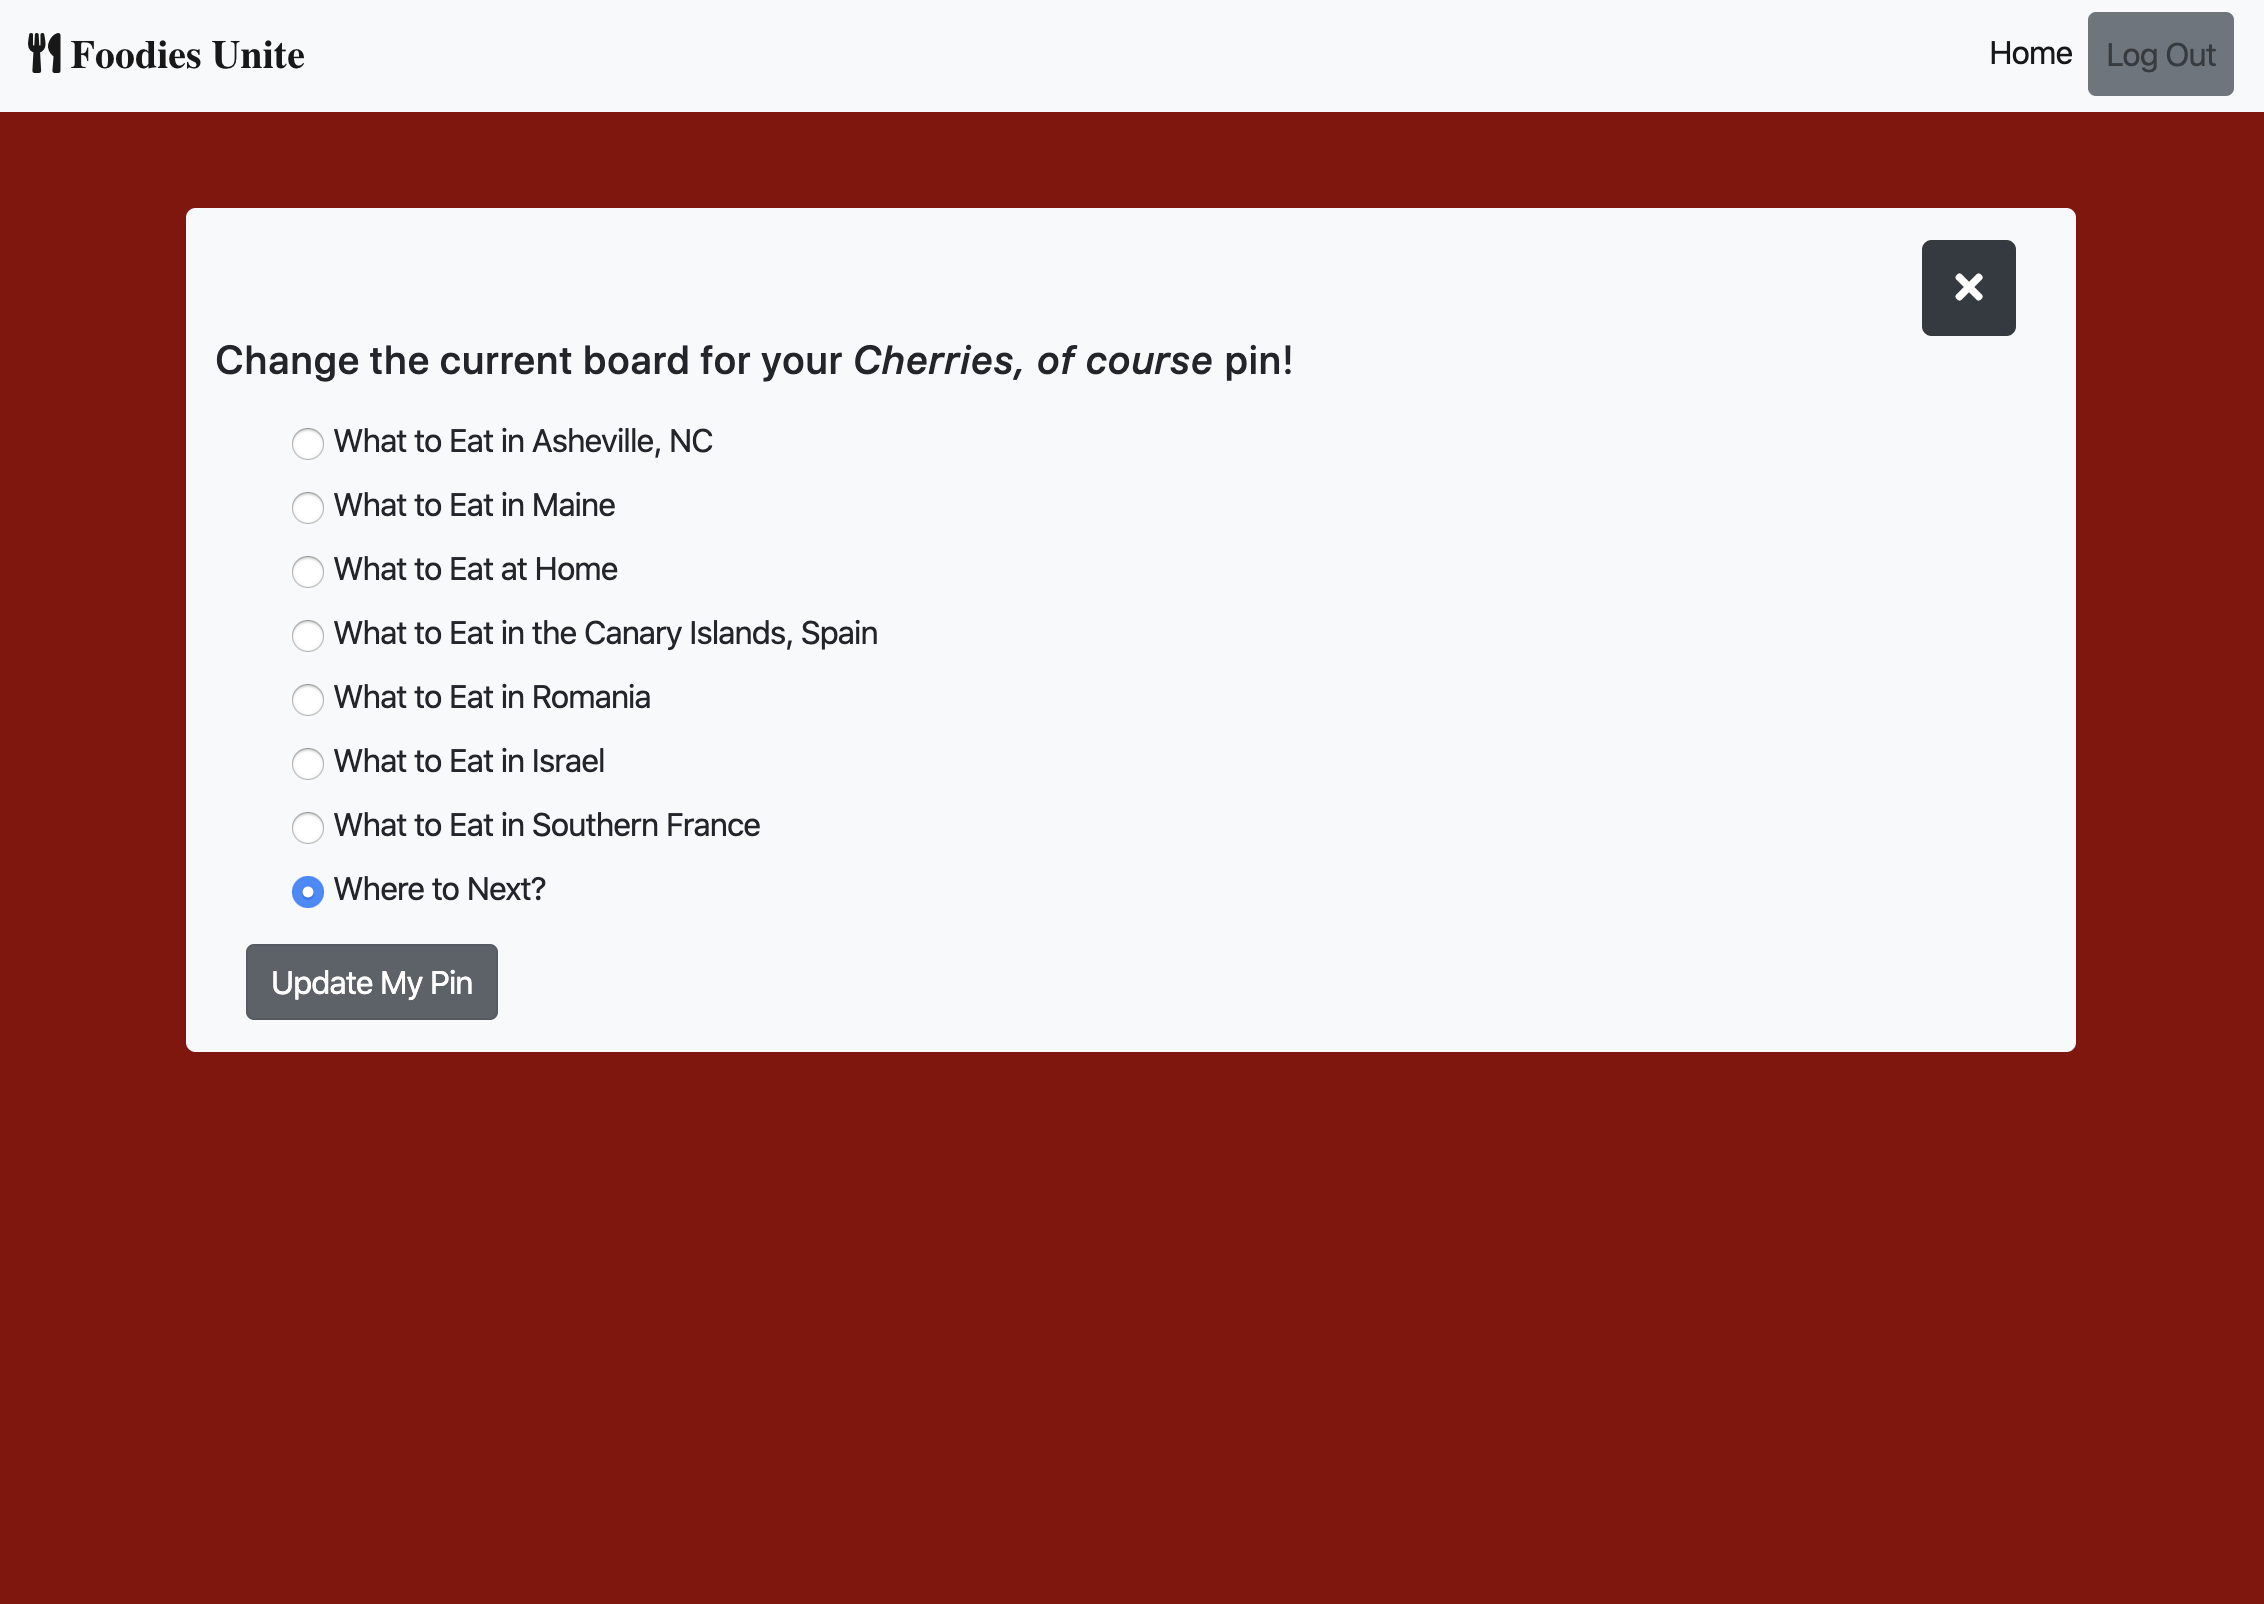 Foodies Unite
Home
Log Out
Change the current board for your Cherries, of course pin!
What to Eat in Asheville, NC
What to Eat in Maine
What to Eat at Home
What to Eat in the Canary Islands, Spain
What to Eat in Romania
What to Eat in Israel
What to Eat in Southern France
Where to Next?
Update My Pin